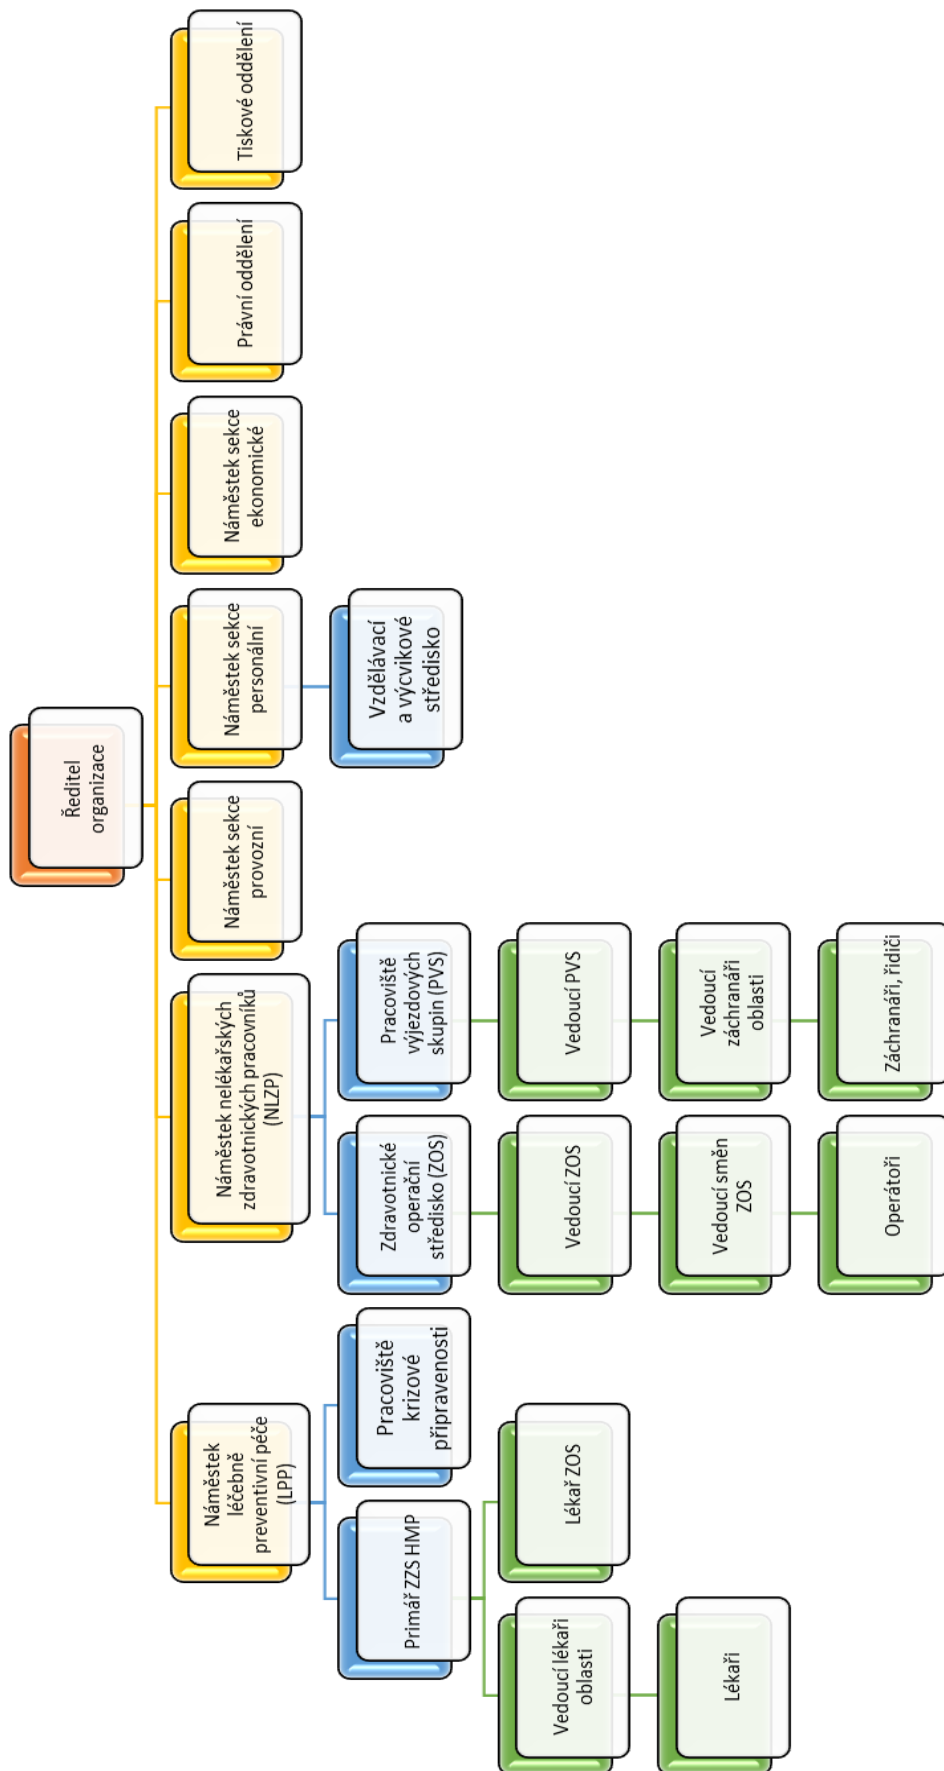 Ředitel
organizace
Náměstek
léčebně
preventivní péče
(LPP)
Náměstek nelékařských
zdravotnických pracovníků
(NLZP)
Náměstek sekce
provozní
Náměstek sekce
personální
Náměstek sekce
ekonomické
Právní oddělení
Tiskové oddělení
Primář ZZS HMP
Pracoviště
krizové
připravenosti
Zdravotnické
operační
středisko (ZOS)
Pracoviště
výjezdových
skupin (PVS)
Vzdělávací
a výcvikové
středisko
Vedoucí lékaři
oblasti
Lékař ZOS
Vedoucí ZOS
Vedoucí PVS
Lékaři
Vedoucí směn
ZOS
Vedoucí
záchranáři
oblasti
Operátoři
Záchranáři, řidiči